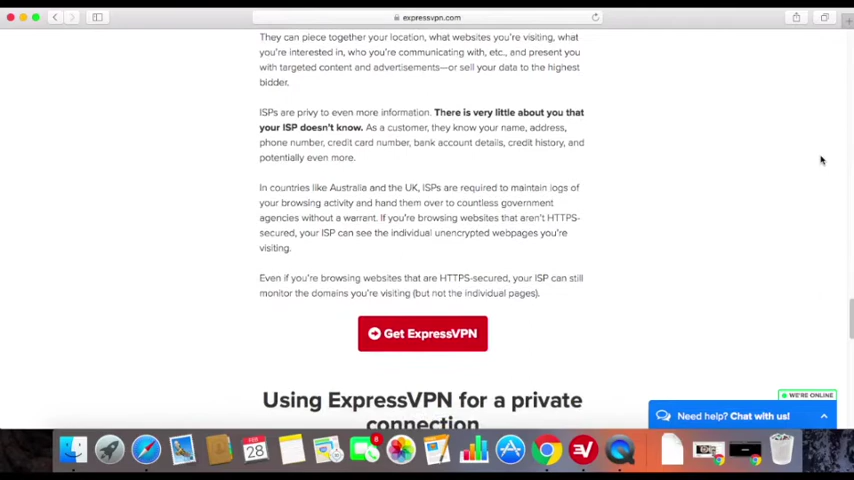 expressvpn.com
They can piece together your location, what websites you're visiting, what
you're interested in, who you're communicating with, etc., and present you
with targeted content and advertisements—or sell your data to the highest
bidder.
ISPs are privy to even more information. There is very little about you that
your ISP doesn't know. As a customer, they know your name, address,
phone number, credit card number, bank account details, credit history, and
potentially even more.
In countries like Australia and the UK, ISPs are required to maintain logs of
your browsing activity and hand them over to countless government
agencies without a warrant. If you're browsing websites that aren't HTTPS-
secured, your ISP can see the individual unencrypted webpages you're
visiting.
Even if you're browsing websites that are HTTPS-secured, your ISP can still
monitor the domains you're visiting (but not the individual pages).
Get ExpressVPN
Using ExpressVPN for a private
connection
WE'RE ONLINE
Need help? Chat with us!
FEB
28
8